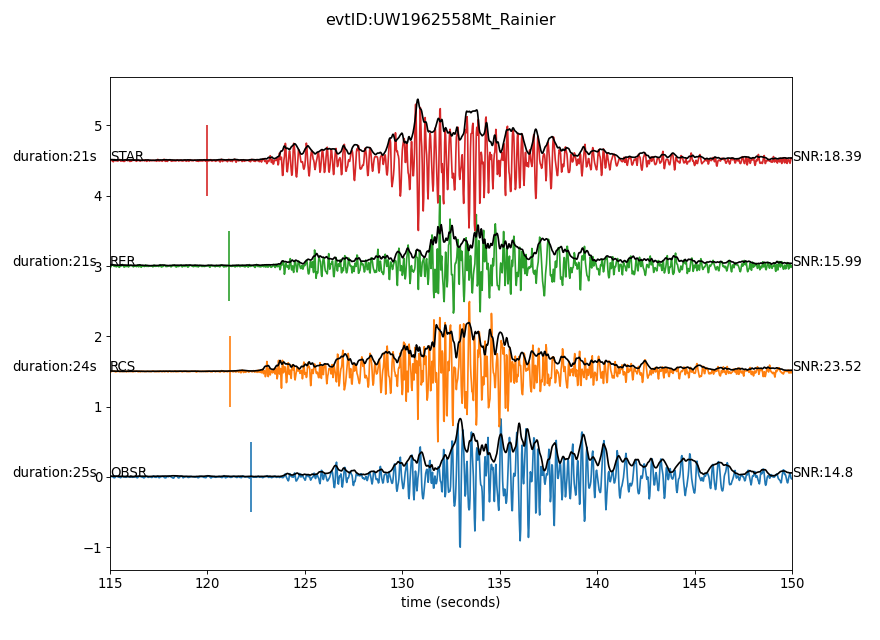 evtID:UW1962558Mt_Rainier
5
duration:21s STAR SNR:18.39
4
duration:21s 3 RER SNR:15.99
2
duration:24s RCS SNR:23.52
1
duration:25s 0 OBSR SNR:14.8
−1
115 120 125 130 135 140 145 150
time (seconds)